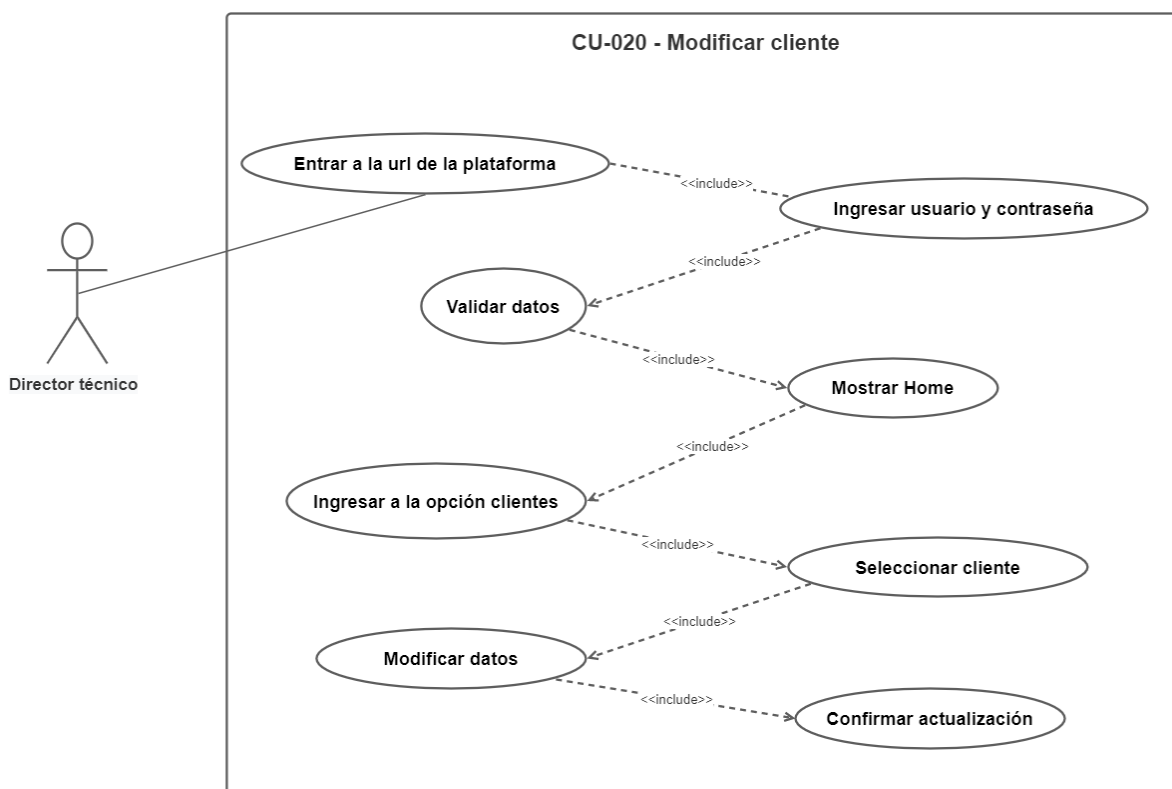 CU-020 - Modificar cliente
Entrar a la url de la plataforma
<<include>>
Ingresar usuario y contraseña
<<include>>
Validar datos
<<include>>
Director técnico
Mostrar Home
<<include>>
Ingresar a la opción clientes
<<include>>
Seleccionar cliente
<<include>>
Modificar datos
<<include>>
Confirmar actualización